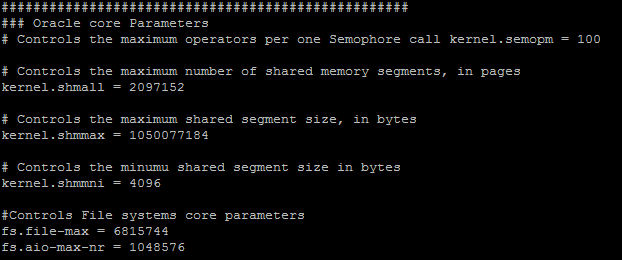 ###################################################
### Oracle core Parameters
# Controls the maximum operators per one Semophore call kernel.semopm = 100
# Controls the maximum number of shared memory segments, in pages
kernel.shmall = 2097152
# Controls the maximum shared segment size, in bytes
kernel.shmmax = 1050077184
# Controls the minumu shared segment size in bytes
kernel.shmmni = 4096
#Controls File systems core parameters
fs.file-max = 6815744
fs.aio-max-nr = 1048576